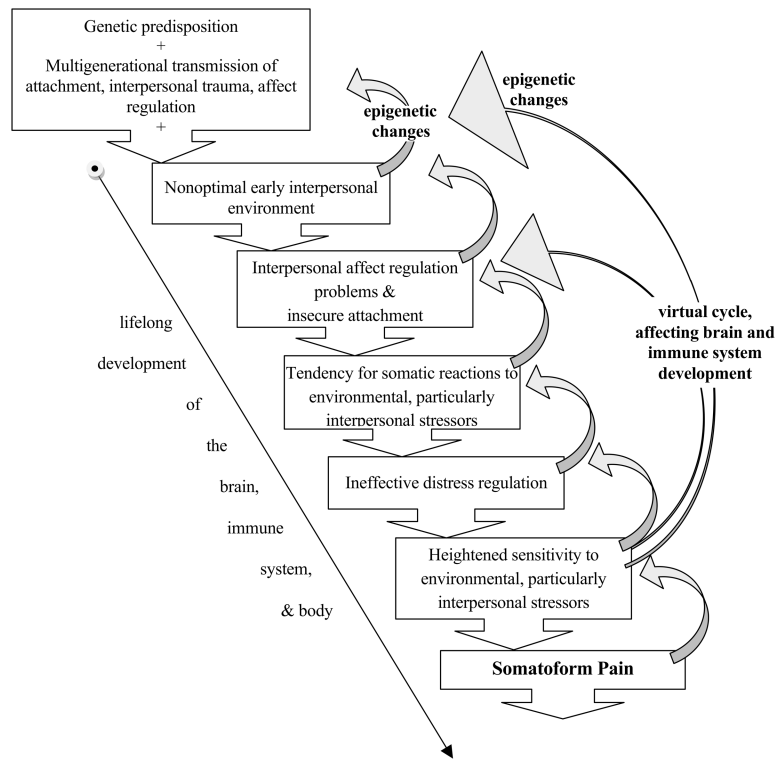 Genetic predisposition
+
Multigenerational transmission of
attachment, interpersonal trauma, affect
regulation
+
epigenetic
changes
epigenetic
changes
Nonoptimal early interpersonal
environment
Interpersonal affect regulation
problems &
insecure attachment
virtual cycle,
affecting brain and
immune system
development
Tendency for somatic reactions to
environmental, particularly
interpersonal stressors
Ineffective distress regulation
Heightened sensitivity to
environmental, particularly
interpersonal stressors
Somatoform Pain
lifelong
development
of
the
brain,
immune
system,
& body